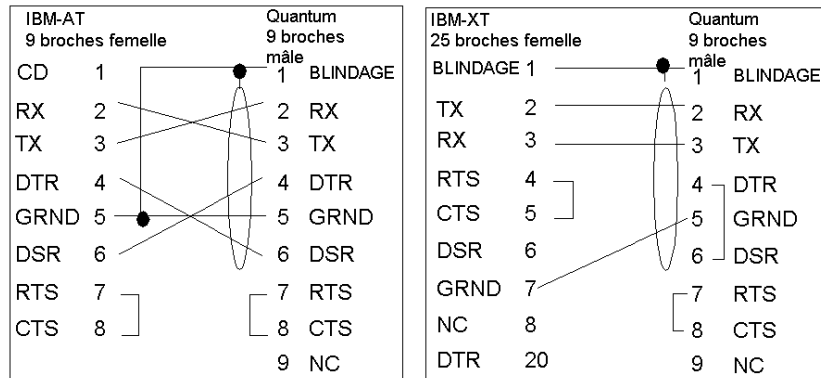 IBM-AT
9 broches femelle
Quantum
9 broches
mâle
CD 1 1 BLINDAGE
RX 2 2 RX
TX 3 3 TX
DTR 4 4 DTR
GRND 5 5 GRND
DSR 6 6 DSR
RTS 7 7 RTS
CTS 8 8 CTS
9 NC
IBM-XT
25 broches femelle
Quantum
9 broches
mâle
BLINDAGE 1 1 BLINDAGE
TX 2 2 RX
RX 3 3 TX
RTS 4 4 DTR
CTS 5 5 GRND
DSR 6 6 DSR
GRND 7 7 RTS
NC 8 8 CTS
DTR 20 9 NC